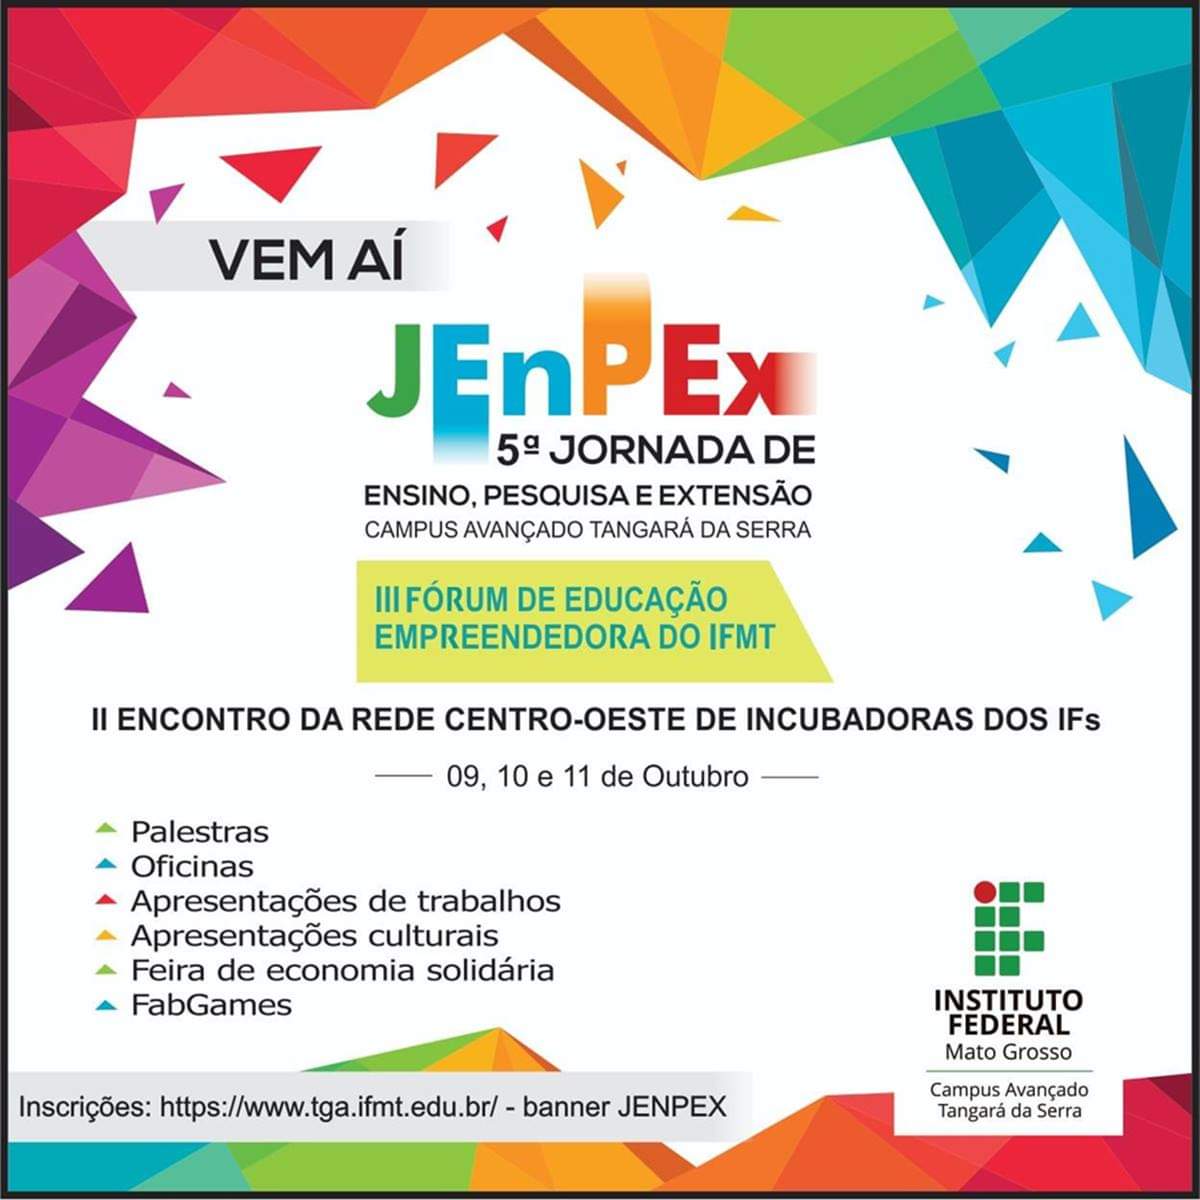 VEM AÍ
JEnPEx
5ª JORNADA DE
ENSINO, PESQUISA E EXTENSÃO
CAMPUS AVANÇADO TANGARÁ DA SERRA
III FÓRUM DE EDUCAÇÃO
EMPREENDEDORA DO IFMT
II ENCONTRO DA REDE CENTRO-OESTE DE INCUBADORAS DOS IFs
09, 10 e 11 de Outubro
Palestras
Oficinas
Apresentações de trabalhos
Apresentações culturais
Feira de economia solidária
FabGames
INSTITUTO
FEDERAL
Mato Grosso
Campus Avançado
Tangará da Serra
Inscrições: https://www.tga.ifmt.edu.br/ - banner JENPEX